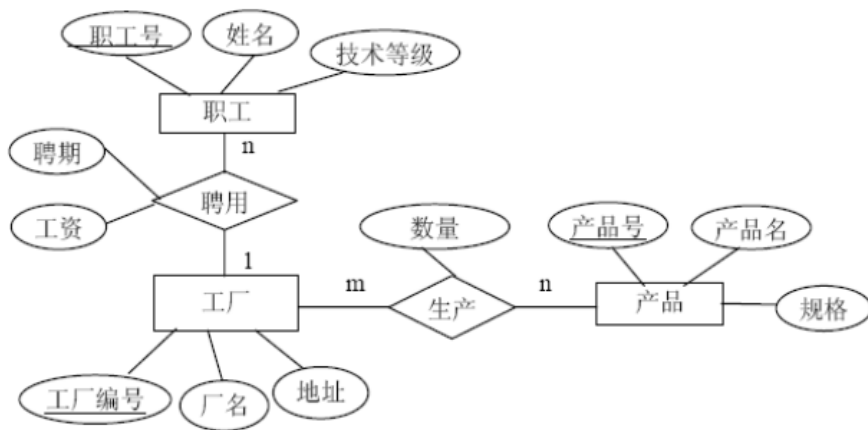 职工号
姓名
技术等级
职工
n
聘期
聘用
工资
数量
产品号
产品名
1
工厂
m
生产
n
产品
规格
工厂编号
厂名
地址